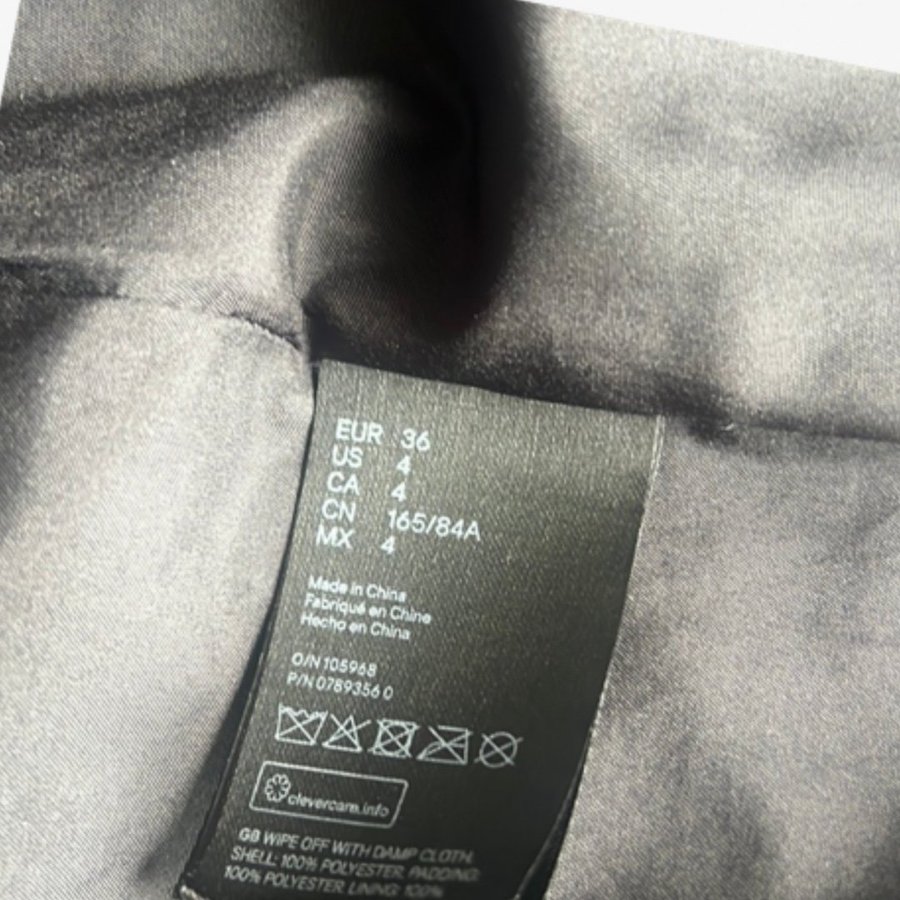 EUR 36
US 4
CA 4
CN 165/84A
MX 4
Made in China
Fabriqué en Chine
Hecho en China
O/N 105968
P/N 0789356 0
clevercare.info
GB WIPE OFF WITH DAMP CLOTH.
SHELL: 100% POLYESTER. PADDING:
100% POLYESTER. LINING: 100%